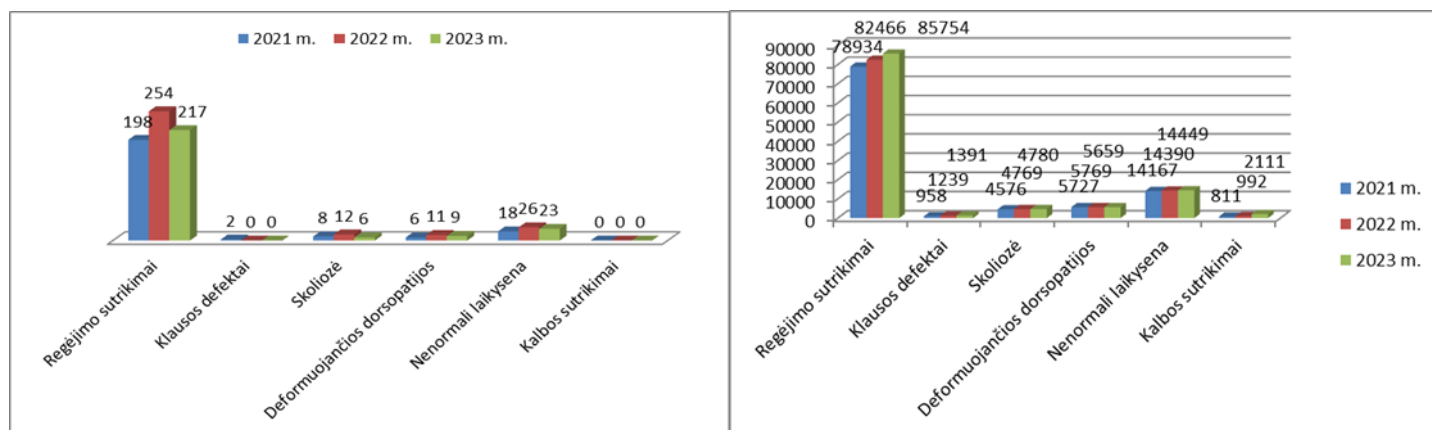 2021 m. 2022 m. 2023 m.
254
198 217
2 0 0
8 12 6
6 11 9
18 26 23
0 0 0
Regėjimo sutrikimai
Klausos defektai
Skoliozė
Deformuojančios dorsopatijos
Nenormali laikysena
Kalbos sutrikimai
82466 85754
78934
90000
80000
70000
60000
50000
40000
30000
20000
10000
0
1391
1239
958
4780
4769
4576
5659
5769
5727
14449
14390
14167
2111
992
811
Regėjimo sutrikimai
Klausos defektai
Skoliozė
Deformuojančios dorsopatijos
Nenormali laikysena
Kalbos sutrikimai
2021 m.
2022 m.
2023 m.